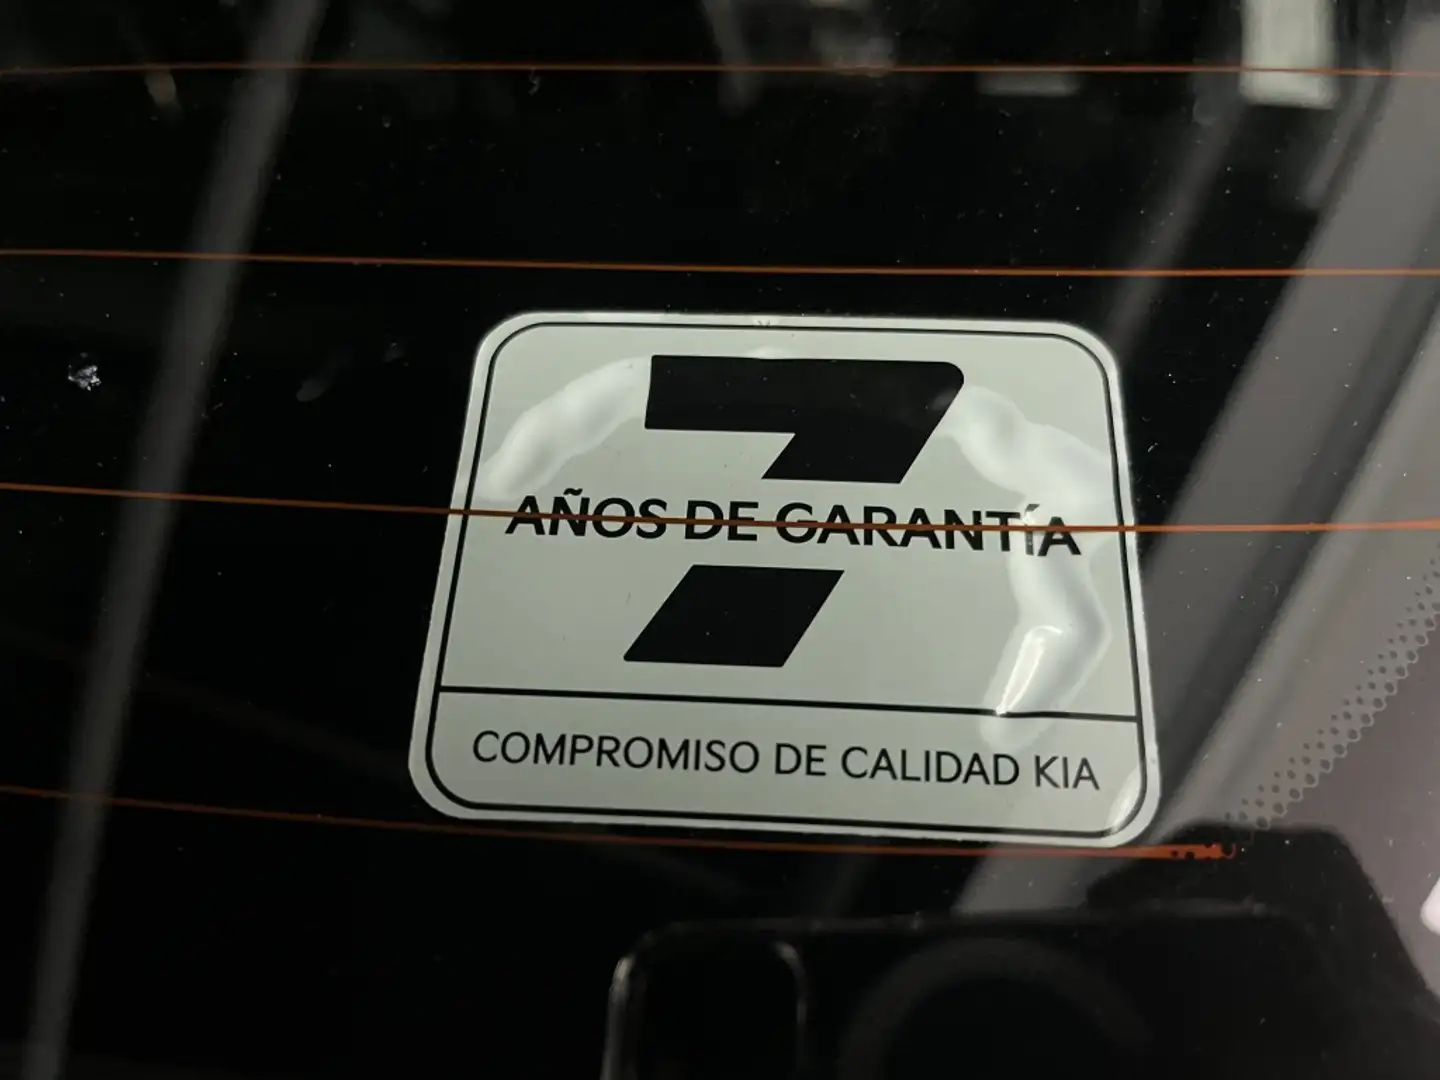 7
AÑOS DE GARANTÍA
COMPROMISO DE CALIDAD KIA